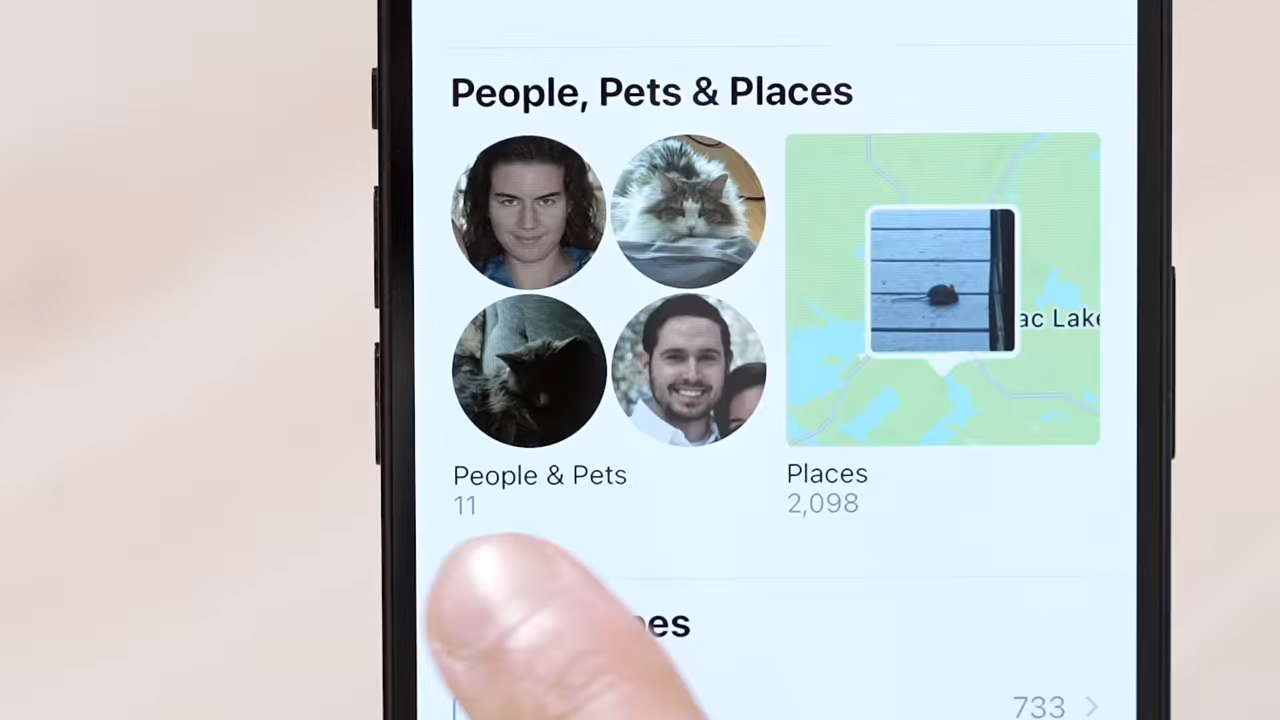 People, Pets & Places
ac Lake
People & Pets
11
Places
2,098
733